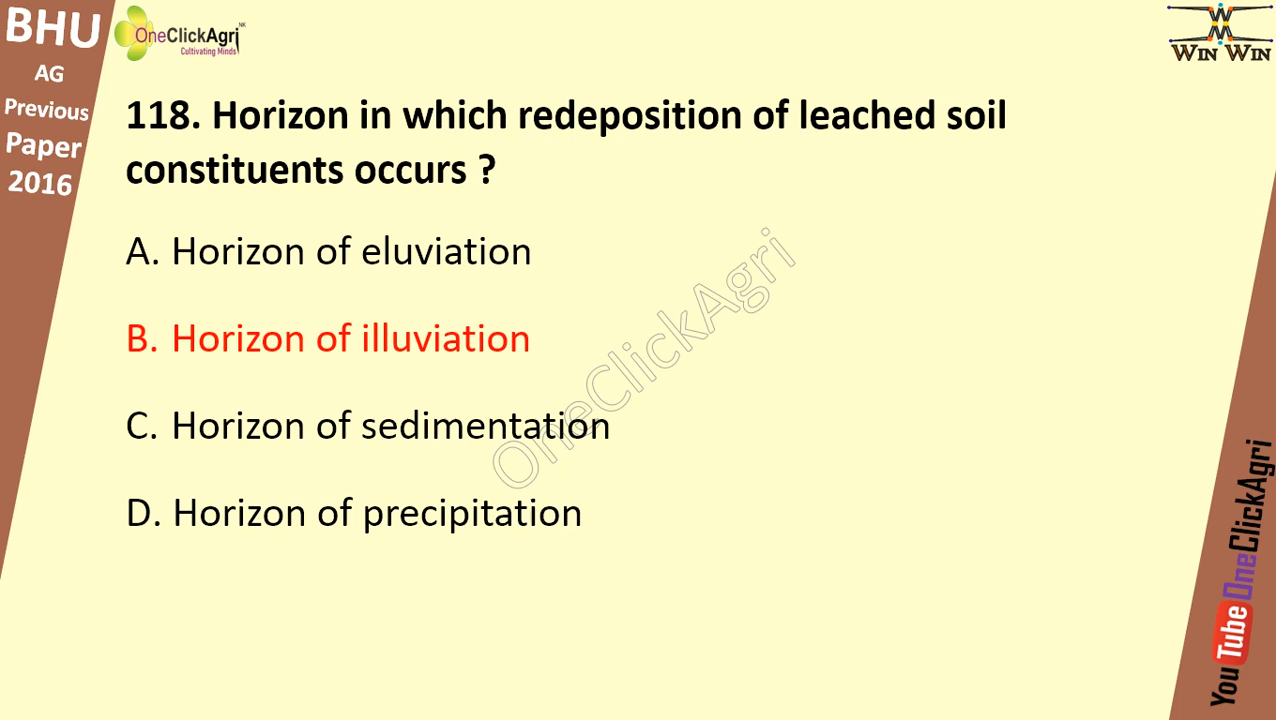 BHU
AG
Previous
Paper
2016
OneClickAgri NK
Cultivating Minds
WIN WIN
118. Horizon in which redeposition of leached soil
constituents occurs ?
A. Horizon of eluviation
B. Horizon of illuviation
C. Horizon of sedimentation
D. Horizon of precipitation
OneClickAgri
YouTube OneClickAgri